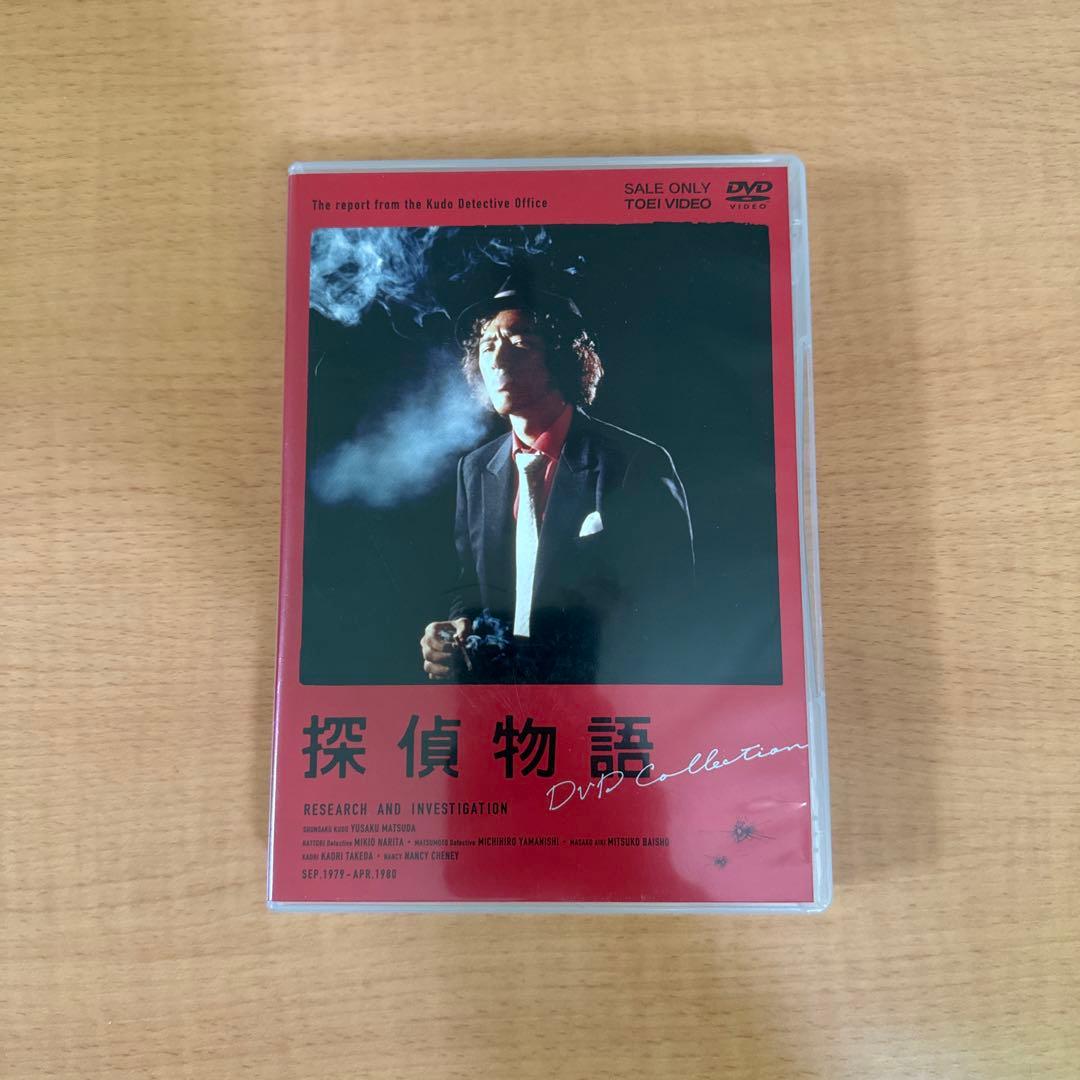 The report from the Kudo Detective Office
SALE ONLY
TOEI VIDEO
DVD
VIDEO
探偵物語
DVD Collection
RESEARCH AND INVESTIGATION
SHUNSAKU KUDO YUSAKU MATSUDA
HATTORI Detective MIKIO NARITA • MATSUMOTO Detective MICHIHIRO YAMANISHI • MASAKO AIKI MITSUKO BAISHO
KAORI KAORI TAKEDA • NANCY NANCY CHENEY
SEP.1979–APR.1980